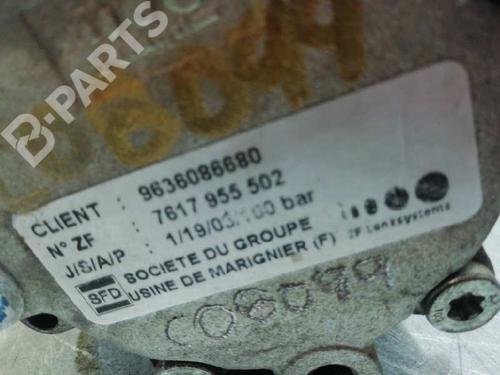 B-PARTS
CLIENT : 9636086680
N° ZF : 7617 955 502
J/S/A/P : 1/19/03/100 bar
SFD SOCIETE DU GROUPE
USINE DE MARIGNIER (F) ZF Lenksysteme